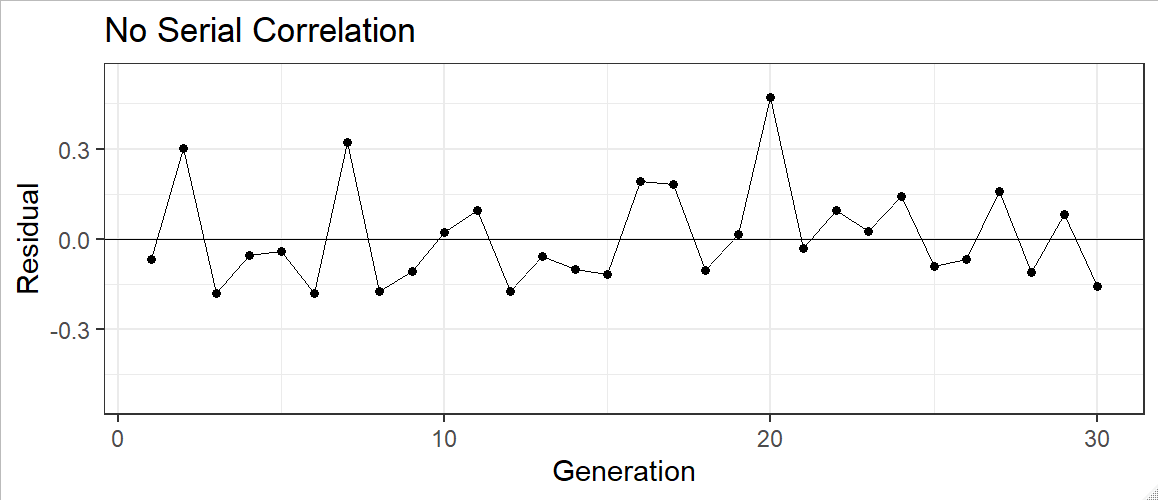 No Serial Correlation
Residual
0.3
0.0
-0.3
0 10 20 30
Generation